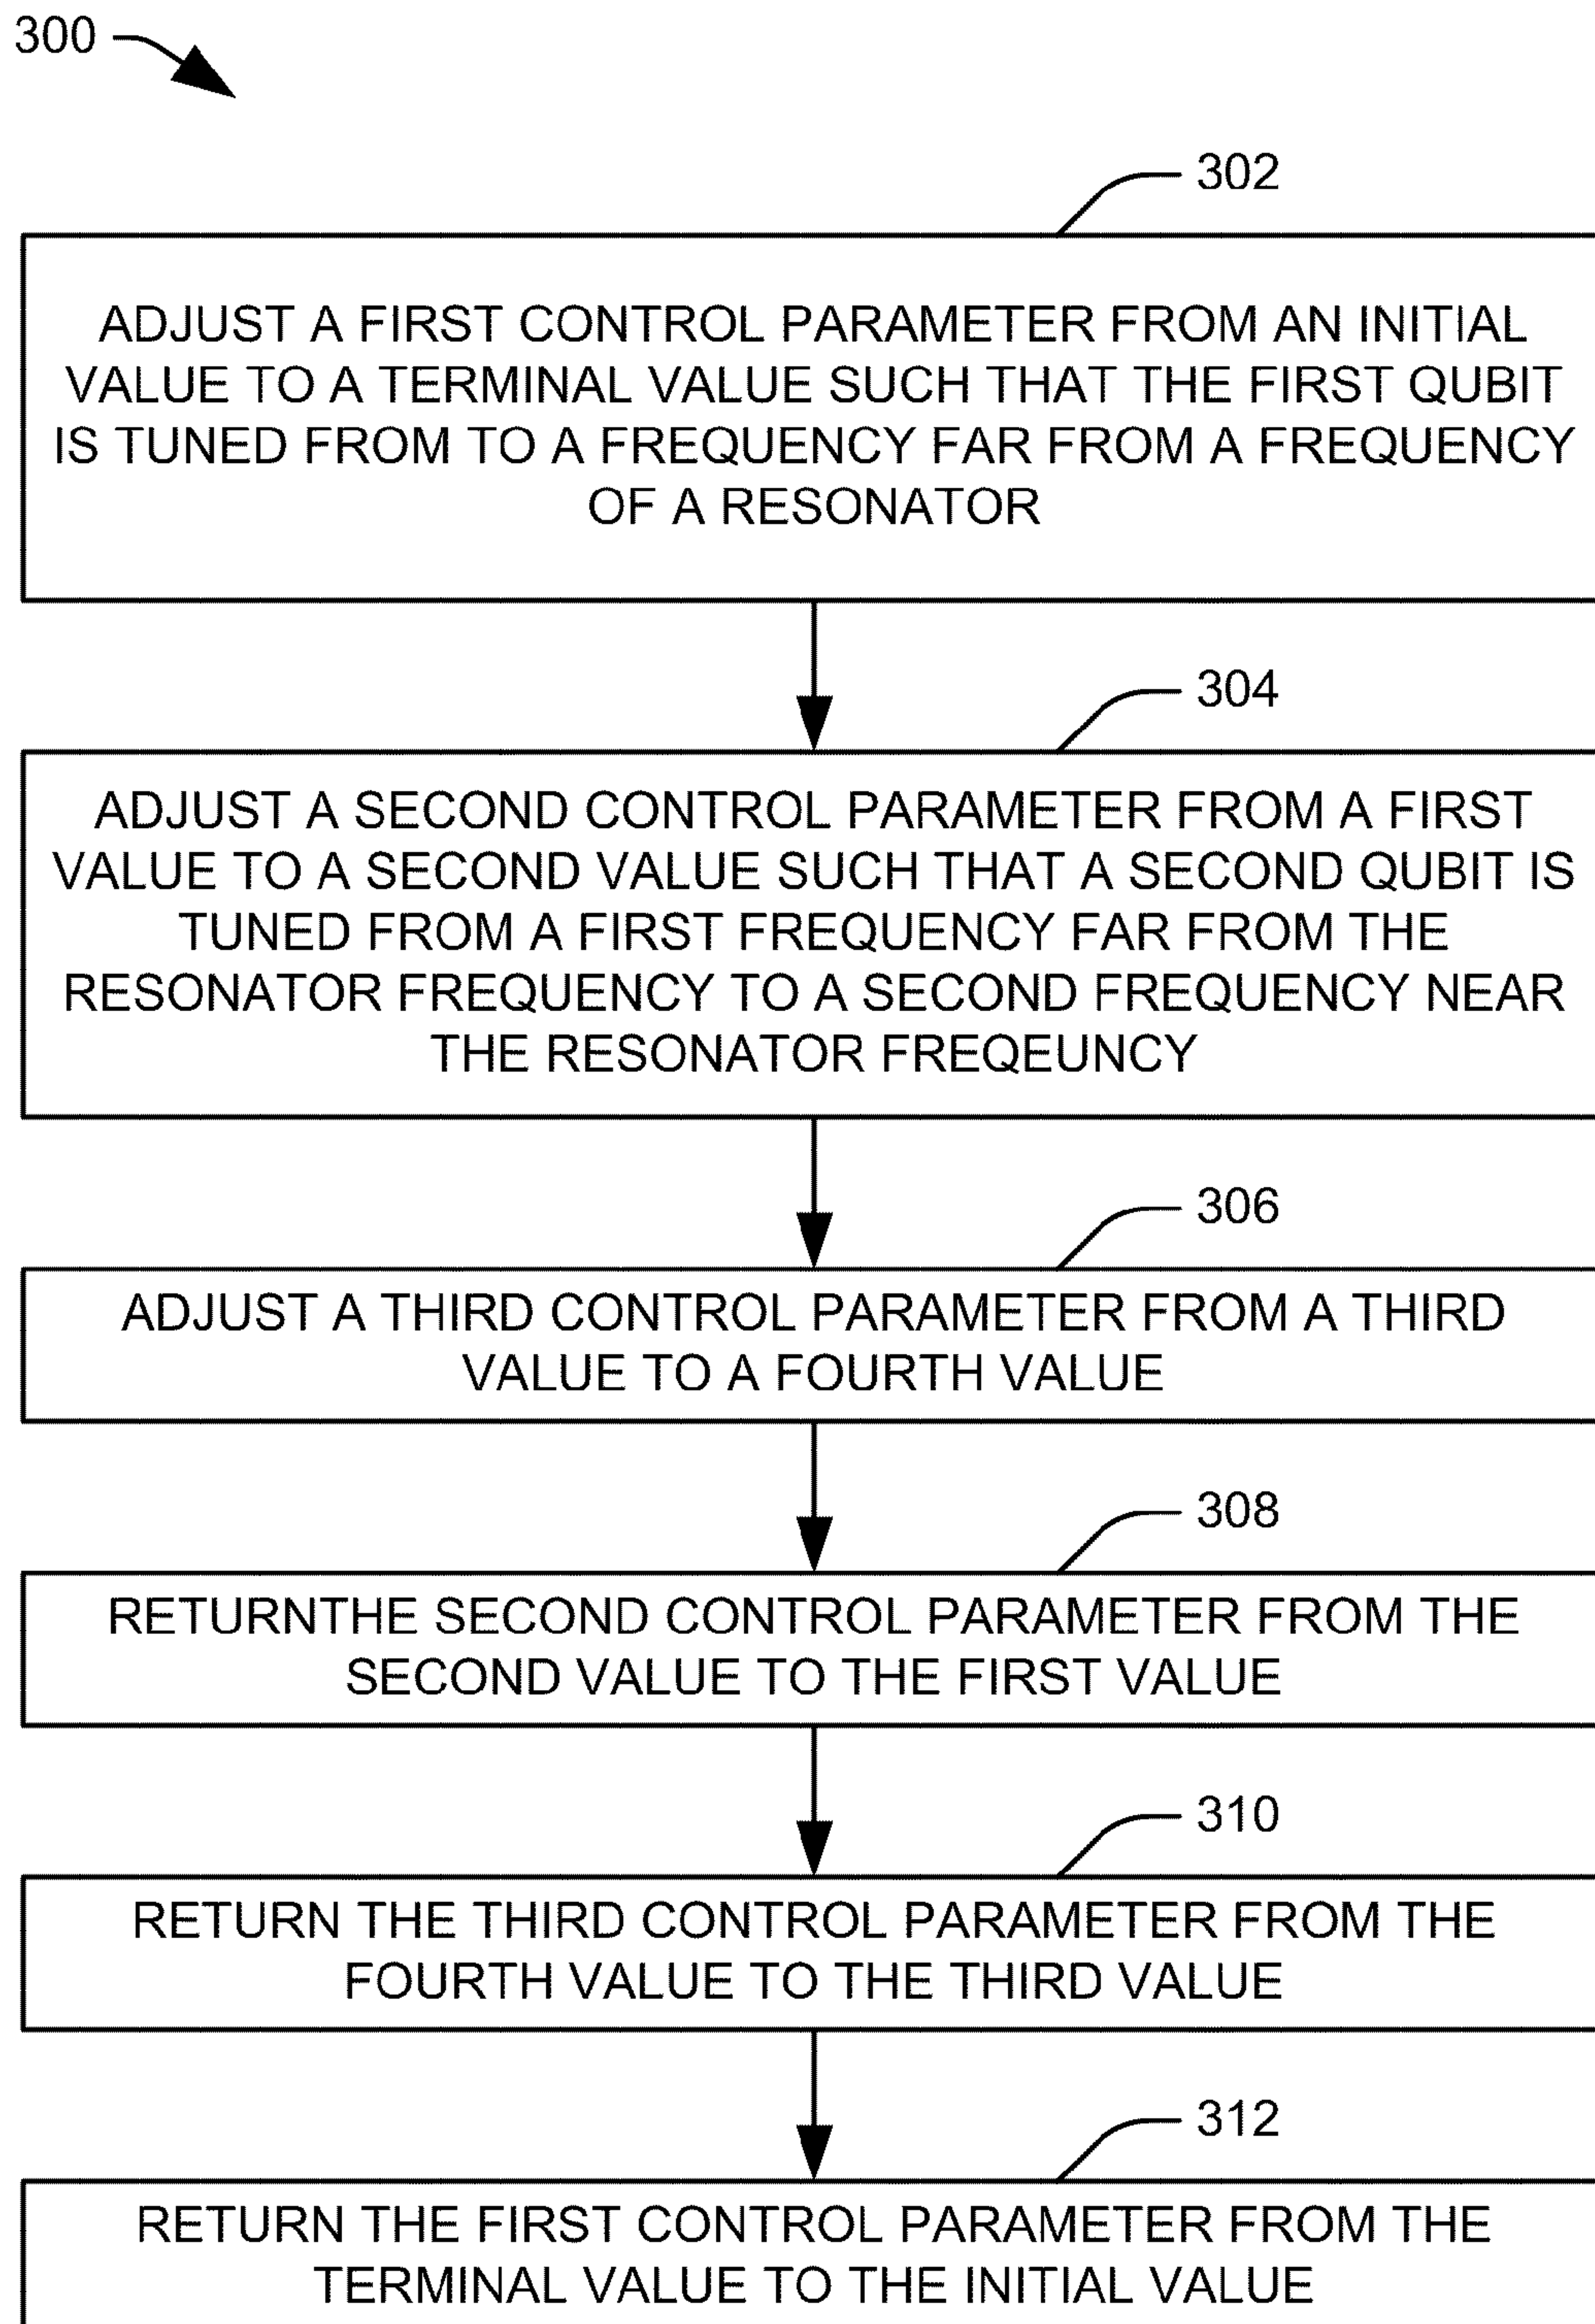 300
302
ADJUST A FIRST CONTROL PARAMETER FROM AN INITIAL
VALUE TO A TERMINAL VALUE SUCH THAT THE FIRST QUBIT
IS TUNED FROM TO A FREQUENCY FAR FROM A FREQUENCY
OF A RESONATOR
304
ADJUST A SECOND CONTROL PARAMETER FROM A FIRST
VALUE TO A SECOND VALUE SUCH THAT A SECOND QUBIT IS
TUNED FROM A FIRST FREQUENCY FAR FROM THE
RESONATOR FREQUENCY TO A SECOND FREQUENCY NEAR
THE RESONATOR FREQEUNCY
306
ADJUST A THIRD CONTROL PARAMETER FROM A THIRD
VALUE TO A FOURTH VALUE
308
RETURNTHE SECOND CONTROL PARAMETER FROM THE
SECOND VALUE TO THE FIRST VALUE
310
RETURN THE THIRD CONTROL PARAMETER FROM THE
FOURTH VALUE TO THE THIRD VALUE
312
RETURN THE FIRST CONTROL PARAMETER FROM THE
TERMINAL VALUE TO THE INITIAL VALUE